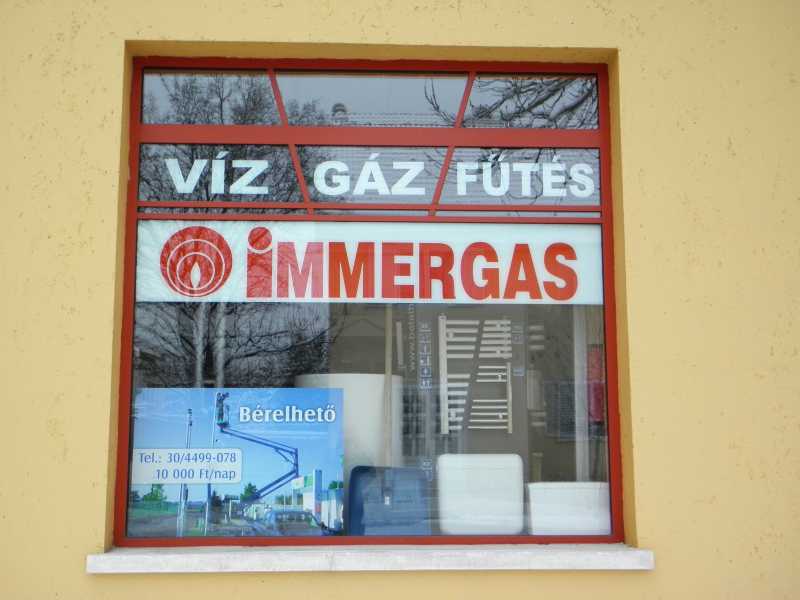 VÍZ GÁZ FŰTÉS
iMMERGAS
Bérelhető
Tel.: 30/4499-078
10 000 Ft/nap